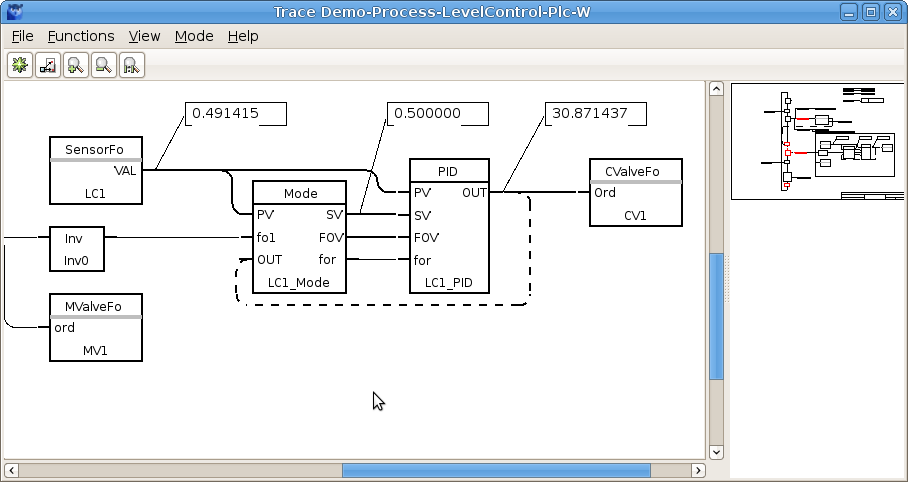 Trace Demo-Process-LevelControl-Plc-W
File Functions View Mode Help
0.491415 0.500000 30.871437
SensorFo
VAL
LC1
Mode
PV SV
fo1 FOV
OUT for
LC1_Mode
PID
PV OUT
SV
FOV
for
LC1_PID
CValveFo
Ord
CV1
Inv
Inv0
MValveFo
ord
MV1